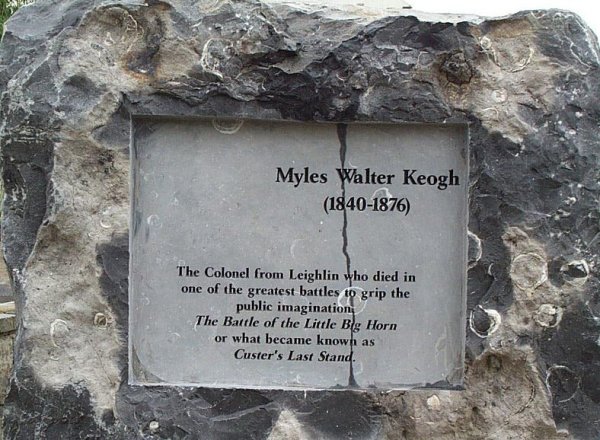 Myles Walter Keogh
(1840-1876)
The Colonel from Leighlin who died in
one of the greatest battles to grip the
public imagination,
The Battle of the Little Big Horn
or what became known as
Custer's Last Stand.